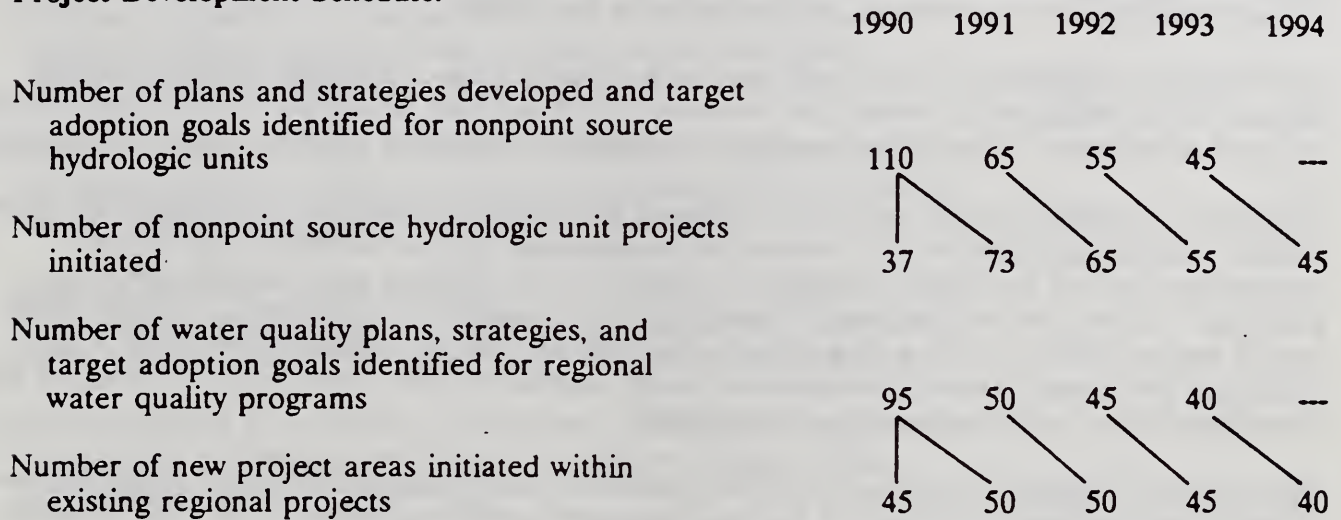 1990 1991 1992 1993 1994
Number of plans and strategies developed and target
adoption goals identified for nonpoint source
hydrologic units 110 65 55 45 —
Number of nonpoint source hydrologic unit projects
initiated 37 73 65 55 45
Number of water quality plans, strategies, and
target adoption goals identified for regional
water quality programs 95 50 45 40 —
Number of new project areas initiated within
existing regional projects 45 50 50 45 40